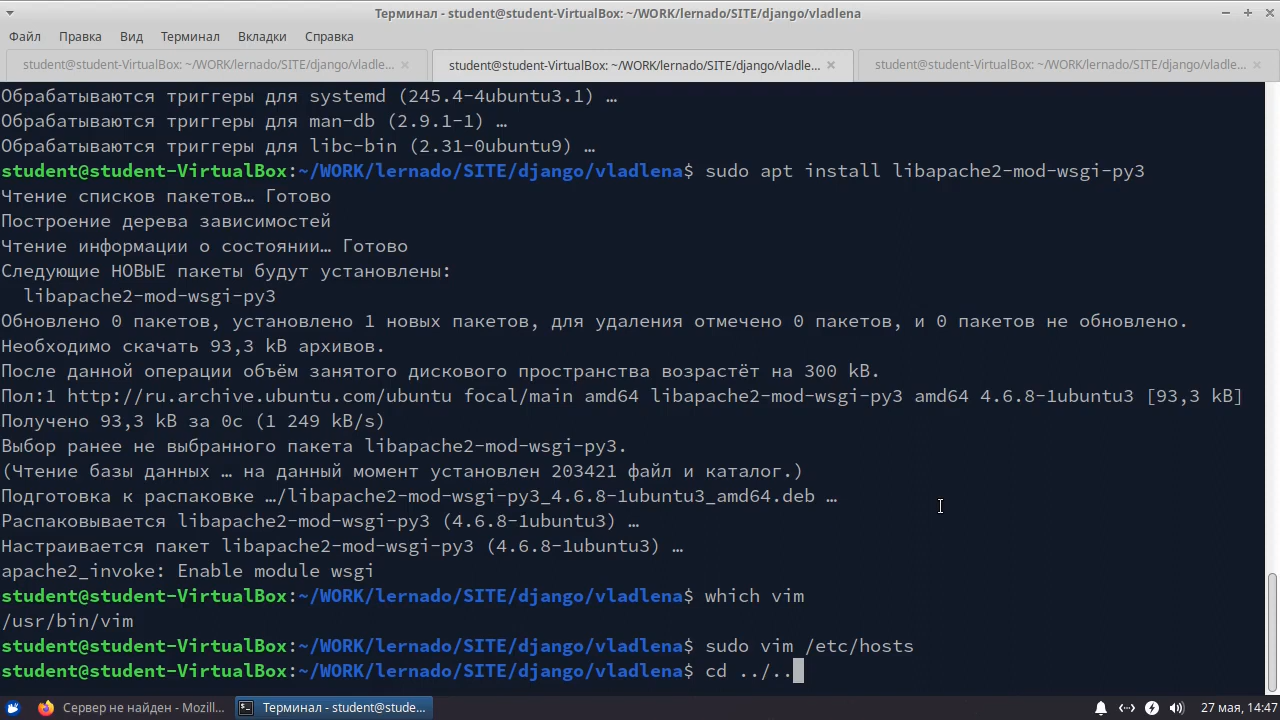 Терминал - student@student-VirtualBox: ~/WORK/lernado/SITE/django/vladlena
Файл Правка Вид Терминал Вкладки Справка
student@student-VirtualBox: ~/WORK/lernado/SITE/django/vladle... student@student-VirtualBox: ~/WORK/lernado/SITE/django/vladle... student@student-VirtualBox: ~/WORK/lernado/SITE/django/vladle...
Обрабатываются триггеры для systemd (245.4-4ubuntu3.1) …
Обрабатываются триггеры для man-db (2.9.1-1) …
Обрабатываются триггеры для libc-bin (2.31-0ubuntu9) …
student@student-VirtualBox:~/WORK/lernado/SITE/django/vladlena$ sudo apt install libapache2-mod-wsgi-py3
Чтение списков пакетов… Готово
Построение дерева зависимостей
Чтение информации о состоянии… Готово
Следующие НОВЫЕ пакеты будут установлены:
libapache2-mod-wsgi-py3
Обновлено 0 пакетов, установлено 1 новых пакетов, для удаления отмечено 0 пакетов, и 0 пакетов не обновлено.
Необходимо скачать 93,3 kB архивов.
После данной операции объём занятого дискового пространства возрастёт на 300 kB.
Пол:1 http://ru.archive.ubuntu.com/ubuntu focal/main amd64 libapache2-mod-wsgi-py3 amd64 4.6.8-1ubuntu3 [93,3 kB]
Получено 93,3 kB за 0с (1 249 kB/s)
Выбор ранее не выбранного пакета libapache2-mod-wsgi-py3.
(Чтение базы данных … на данный момент установлен 203421 файл и каталог.)
Подготовка к распаковке …/libapache2-mod-wsgi-py3_4.6.8-1ubuntu3_amd64.deb …
Распаковывается libapache2-mod-wsgi-py3 (4.6.8-1ubuntu3) …
Настраивается пакет libapache2-mod-wsgi-py3 (4.6.8-1ubuntu3) …
apache2_invoke: Enable module wsgi
student@student-VirtualBox:~/WORK/lernado/SITE/django/vladlena$ which vim
/usr/bin/vim
student@student-VirtualBox:~/WORK/lernado/SITE/django/vladlena$ sudo vim /etc/hosts
student@student-VirtualBox:~/WORK/lernado/SITE/django/vladlena$ cd ../..
Сервер не найден - Mozill... Терминал - student@stude... 27 мая, 14:47